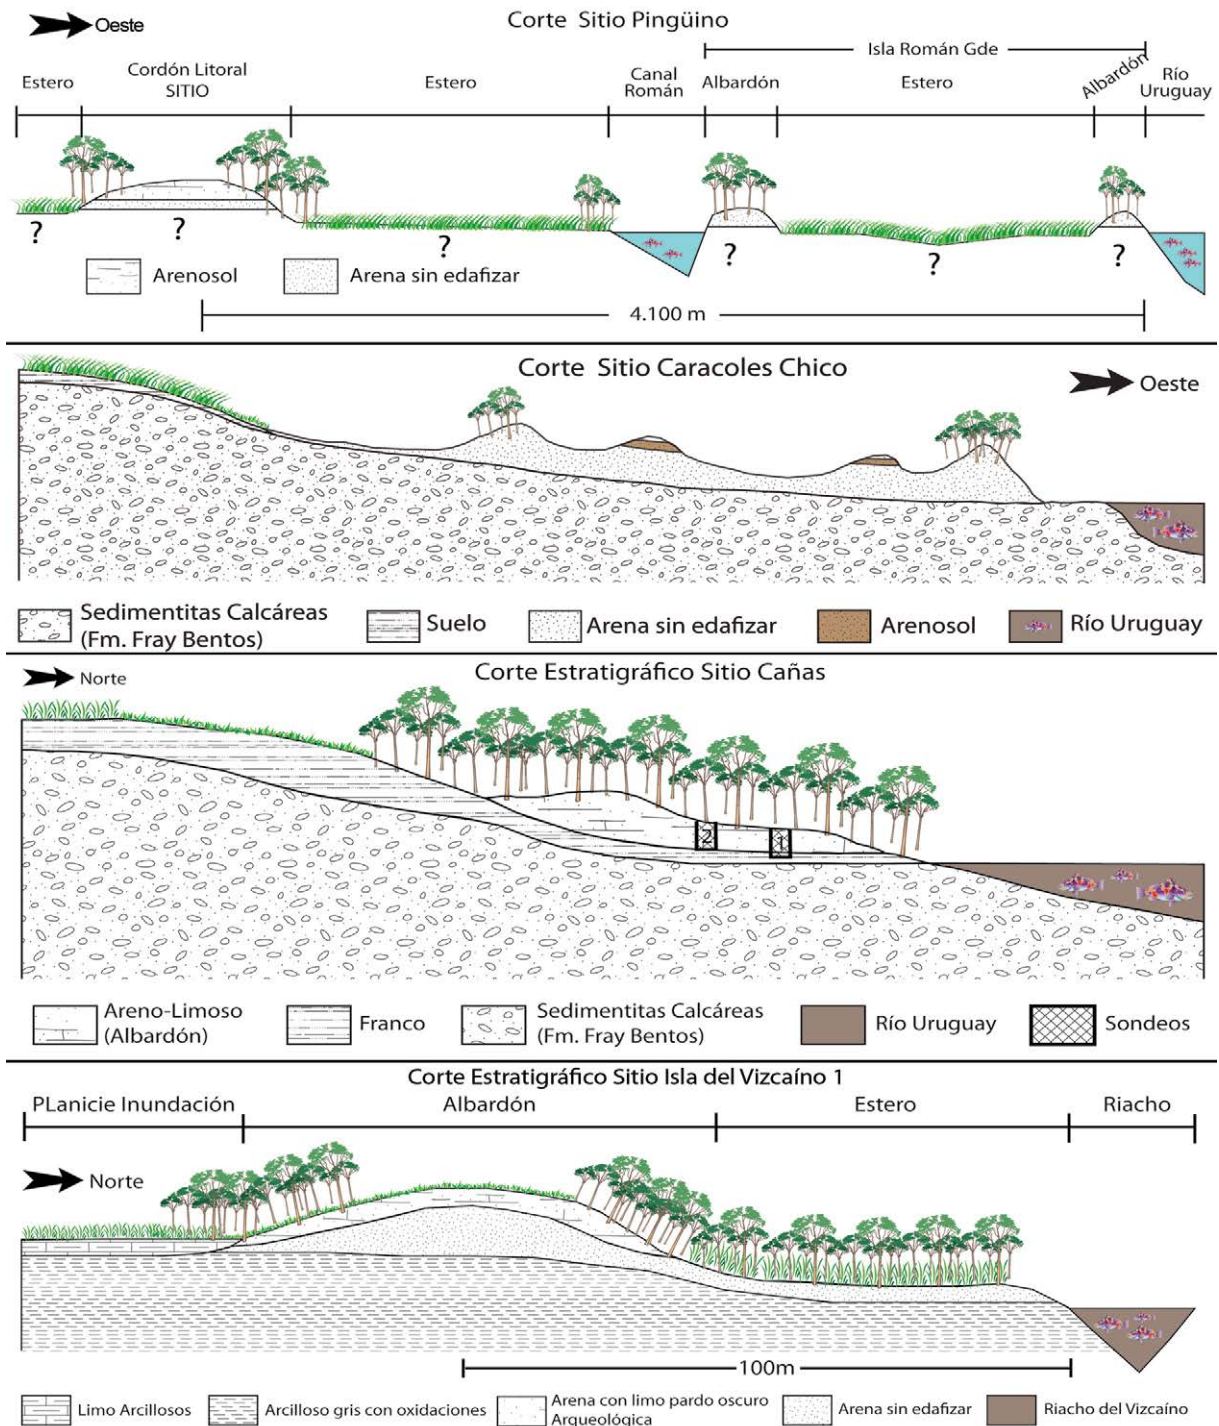 Corte Sitio Pingüino
Oeste
Isla Román Gde
Estero
Cordón Litoral
SITIO
Estero
Canal
Román
Albardón
Estero
Albardón
Río
Uruguay
?
?
?
?
?
?
Arenosol
Arena sin edafizar
4.100 m
Corte Sitio Caracoles Chico
Oeste
Sedimentitas Calcáreas
(Fm. Fray Bentos)
Suelo
Arena sin edafizar
Arenosol
Río Uruguay
Corte Estratigráfico Sitio Cañas
Norte
2
1
Areno-Limoso
(Albardón)
Franco
Sedimentitas Calcáreas
(Fm. Fray Bentos)
Río Uruguay
Sondeos
Corte Estratigráfico Sitio Isla del Vizcaíno 1
PLanicie Inundación
Albardón
Estero
Riacho
Norte
100m
Limo Arcillosos
Arcilloso gris con oxidaciones
Arena con limo pardo oscuro
Arqueológica
Arena sin edafizar
Riacho del Vizcaíno